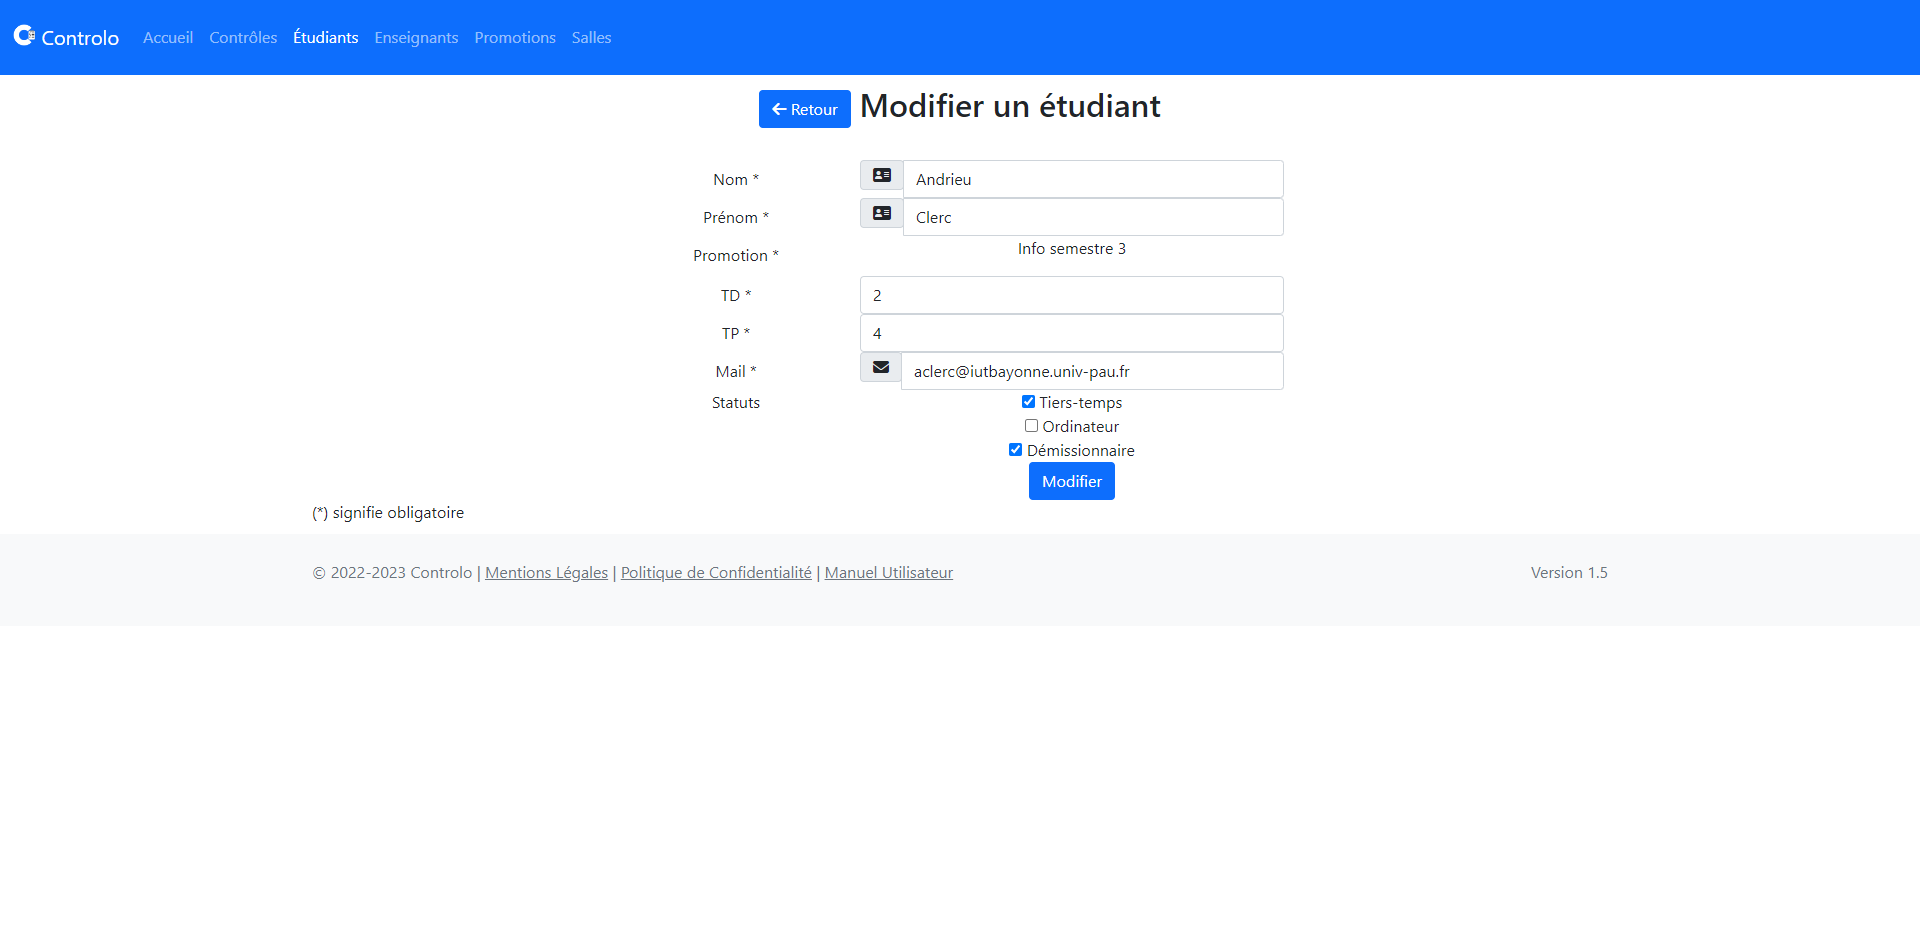 Controlo Accueil Contrôles Étudiants Enseignants Promotions Salles
Retour Modifier un étudiant
Nom * Andrieu
Prénom * Clerc
Promotion * Info semestre 3
TD * 2
TP * 4
Mail * aclerc@iutbayonne.univ-pau.fr
Statuts Tiers-temps
Ordinateur
Démissionnaire
Modifier
(*) signifie obligatoire
© 2022-2023 Controlo | Mentions Légales | Politique de Confidentialité | Manuel Utilisateur Version 1.5